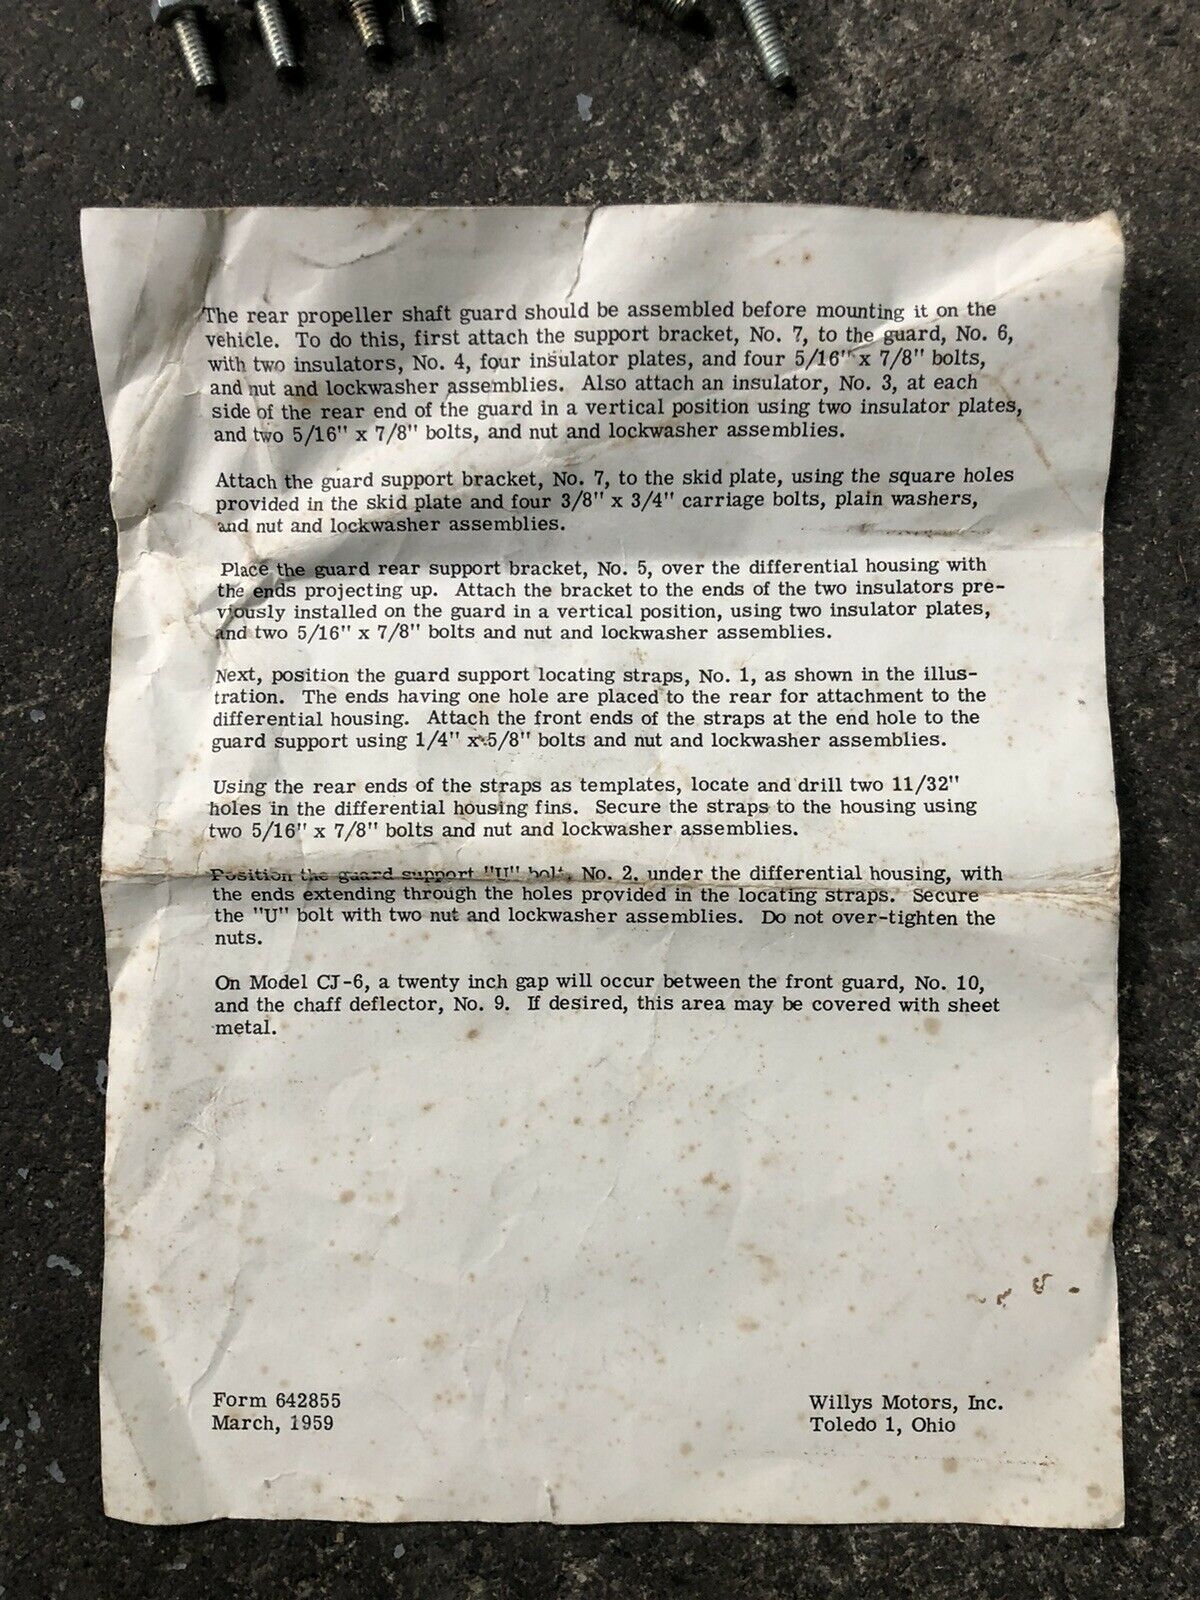 The rear propeller shaft guard should be assembled before mounting it on the
vehicle. To do this, first attach the support bracket, No. 7, to the guard, No. 6,
with two insulators, No. 4, four insulator plates, and four 5/16" x 7/8" bolts,
and nut and lockwasher assemblies. Also attach an insulator, No. 3, at each
side of the rear end of the guard in a vertical position using two insulator plates,
and two 5/16" x 7/8" bolts, and nut and lockwasher assemblies.
Attach the guard support bracket, No. 7, to the skid plate, using the square holes
provided in the skid plate and four 3/8" x 3/4" carriage bolts, plain washers,
and nut and lockwasher assemblies.
Place the guard rear support bracket, No. 5, over the differential housing with
the ends projecting up. Attach the bracket to the ends of the two insulators pre-
viously installed on the guard in a vertical position, using two insulator plates,
and two 5/16" x 7/8" bolts and nut and lockwasher assemblies.
Next, position the guard support locating straps, No. 1, as shown in the illus-
tration. The ends having one hole are placed to the rear for attachment to the
differential housing. Attach the front ends of the straps at the end hole to the
guard support using 1/4" x 5/8" bolts and nut and lockwasher assemblies.
Using the rear ends of the straps as templates, locate and drill two 11/32"
holes in the differential housing fins. Secure the straps to the housing using
two 5/16" x 7/8" bolts and nut and lockwasher assemblies.
Position the guard support "U" bolt, No. 2, under the differential housing, with
the ends extending through the holes provided in the locating straps. Secure
the "U" bolt with two nut and lockwasher assemblies. Do not over-tighten the
nuts.
On Model CJ-6, a twenty inch gap will occur between the front guard, No. 10,
and the chaff deflector, No. 9. If desired, this area may be covered with sheet
metal.
Form 642855
March, 1959
Willys Motors, Inc.
Toledo 1, Ohio